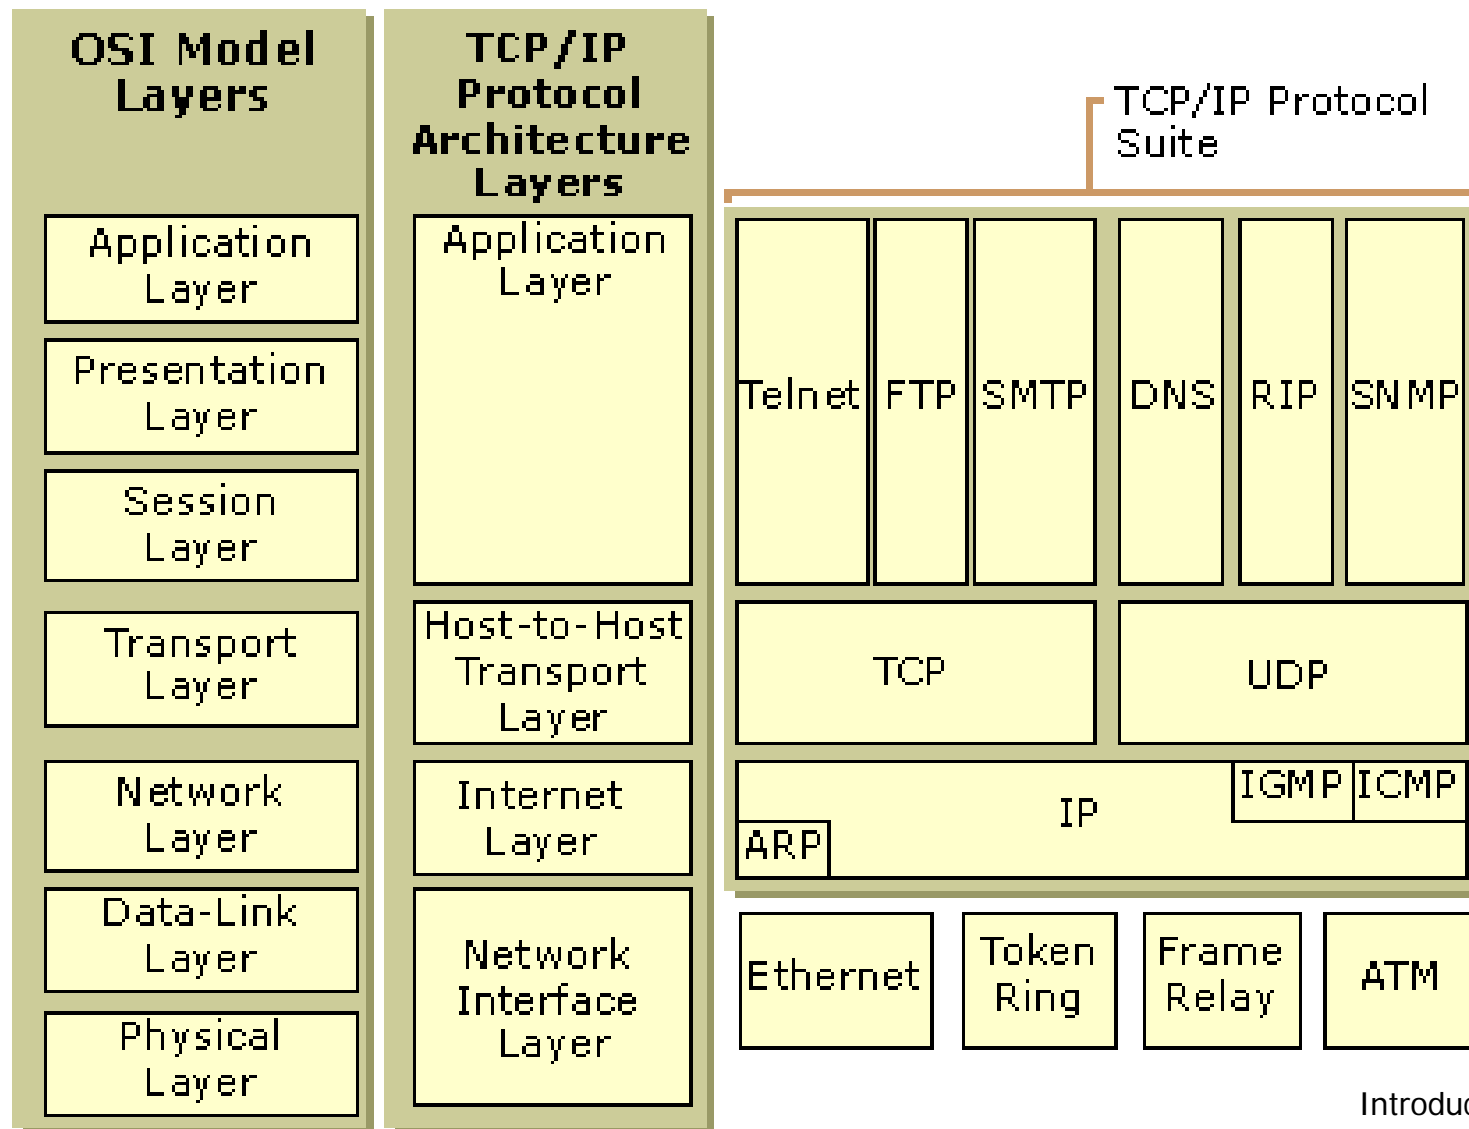 OSI Model
Layers
Application
Layer
Presentation
Layer
Session
Layer
Transport
Layer
Network
Layer
Data-Link
Layer
Physical
Layer
TCP/IP
Protocol
Architecture
Layers
Application
Layer
Host-to-Host
Transport
Layer
Internet
Layer
Network
Interface
Layer
TCP/IP Protocol
Suite
Telnet
FTP
SMTP
DNS
RIP
SNMP
TCP
UDP
IP
IGMP
ICMP
ARP
Ethernet
Token
Ring
Frame
Relay
ATM